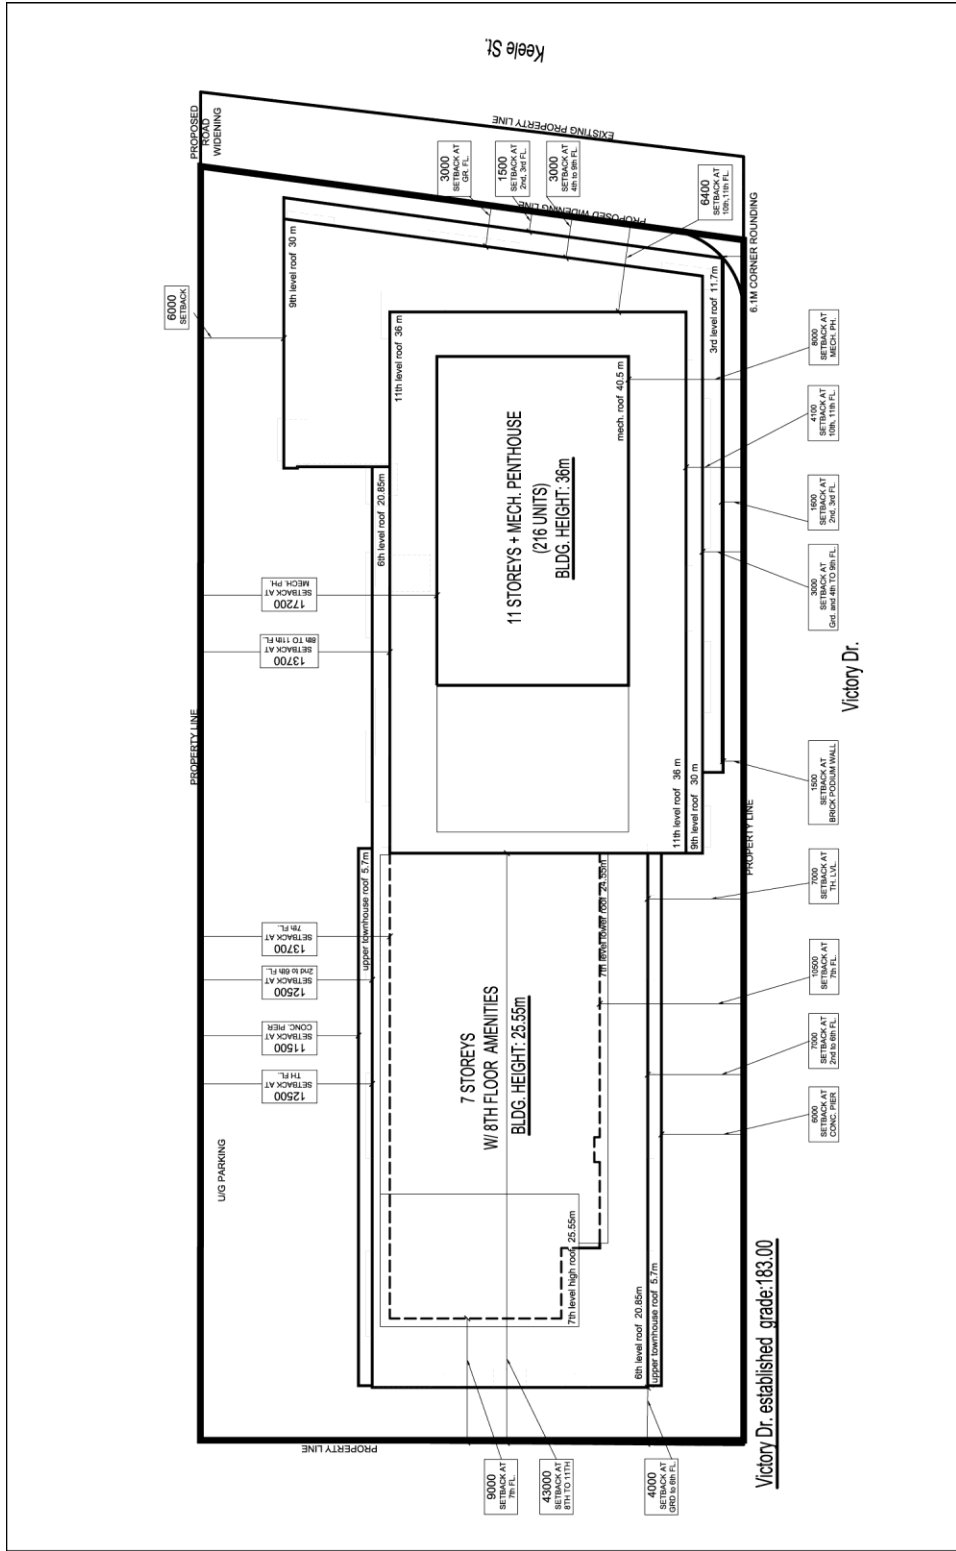 Keele St.
PROPOSED
ROAD
WIDENING
EXISTING PROPERTY LINE
PROPOSED WIDENING LINE
3000
SETBACK AT
GR. FL.
1500
SETBACK AT
2nd, 3rd FL.
3000
SETBACK AT
4th to 9th FL.
6400
SETBACK AT
10th, 11th FL.
6.1M CORNER ROUNDING
6000
SETBACK
9th level roof 30 m
3rd level roof 11.7m
11th level roof 36 m
mech. roof 40.5 m
6th level roof 20.85m
11 STOREYS + MECH. PENTHOUSE
(216 UNITS)
BLDG. HEIGHT: 36m
17200
SETBACK AT
MECH. PH.
13700
SETBACK AT
8th TO 11th FL.
8000
SETBACK AT
MECH. PH.
4100
SETBACK AT
10th, 11th FL.
1600
SETBACK AT
2nd, 3rd FL.
3000
SETBACK AT
Grd. and 4th TO 9th FL.
Victory Dr.
PROPERTY LINE
11th level roof 36 m
9th level roof 30 m
1500
SETBACK AT
BRICK PODIUM WALL
PROPERTY LINE
upper townhouse roof 5.7m
7th level lower roof 24.55m
7000
SETBACK AT
TH. LVL.
13700
SETBACK AT
7th FL.
12500
SETBACK AT
2nd to 6th FL.
11500
SETBACK AT
CONC. PIER
12500
SETBACK AT
TH FL.
7 STOREYS
W/ 8TH FLOOR AMENITIES
BLDG. HEIGHT: 25.55m
10500
SETBACK AT
7th FL.
7000
SETBACK AT
2nd to 6th FL.
6000
SETBACK AT
CONC. PIER
U/G PARKING
7th level high roof 25.55m
6th level roof 20.85m
upper townhouse roof 5.7m
Victory Dr. established grade:183.00
PROPERTY LINE
9000
SETBACK AT
7th FL.
43000
SETBACK AT
8TH TO 11TH
4000
SETBACK AT
GRD to 6th FL.